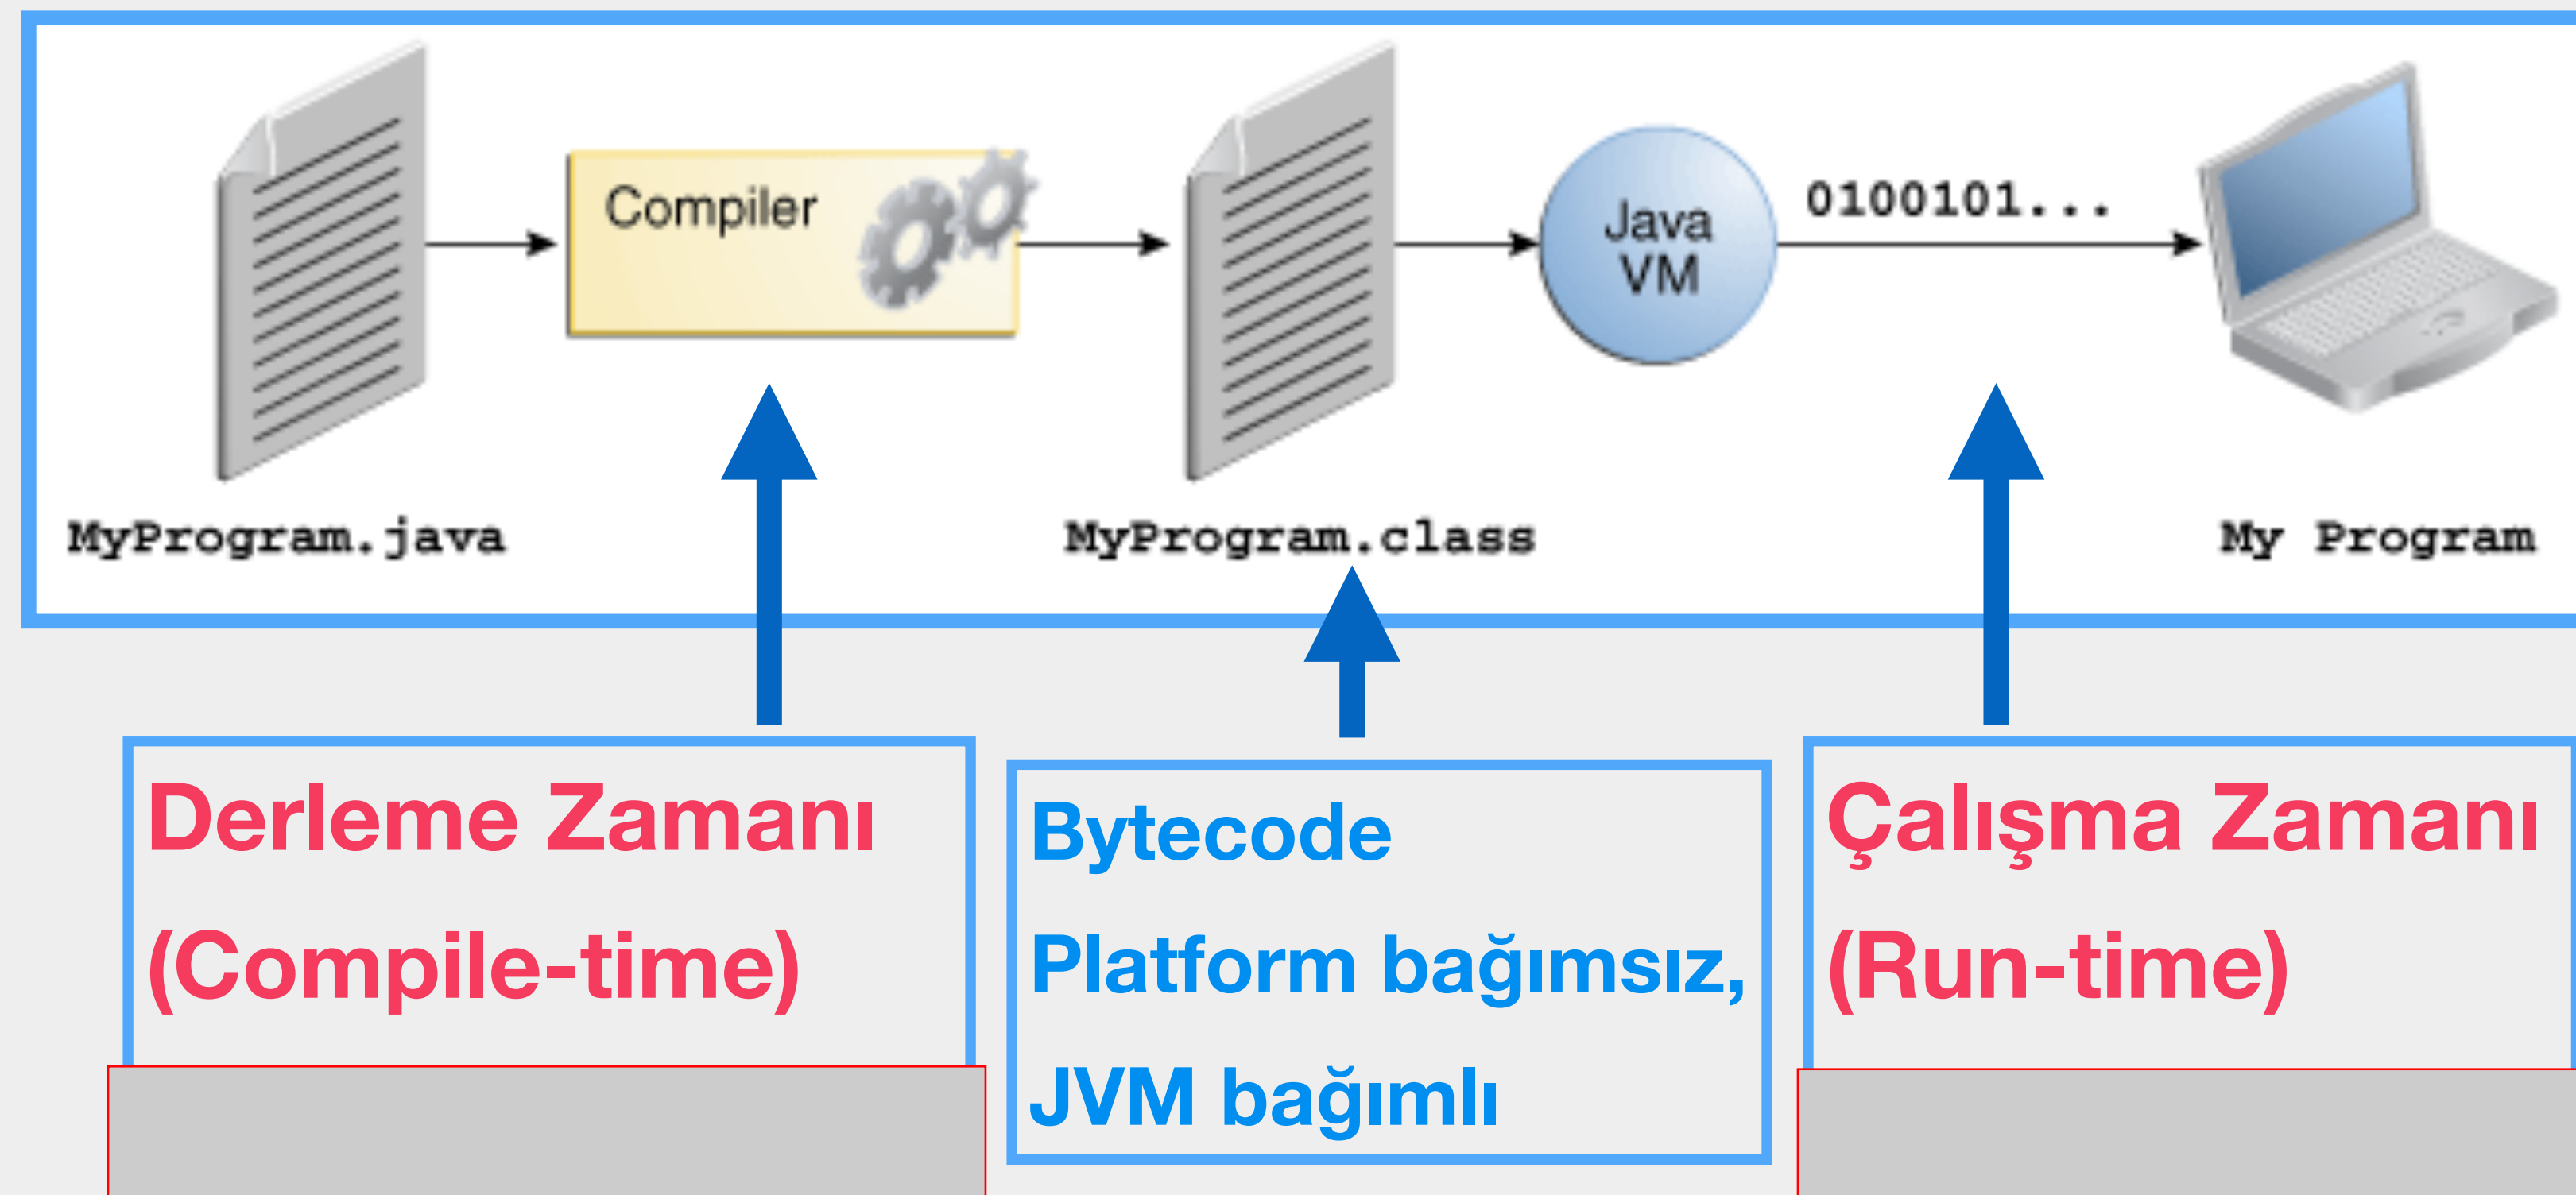 Compiler
Java
VM
0100101...
MyProgram.java
MyProgram.class
My Program
Derleme Zamanı
(Compile-time)
Bytecode
Platform bağımsız,
JVM bağımlı
Çalışma Zamanı
(Run-time)